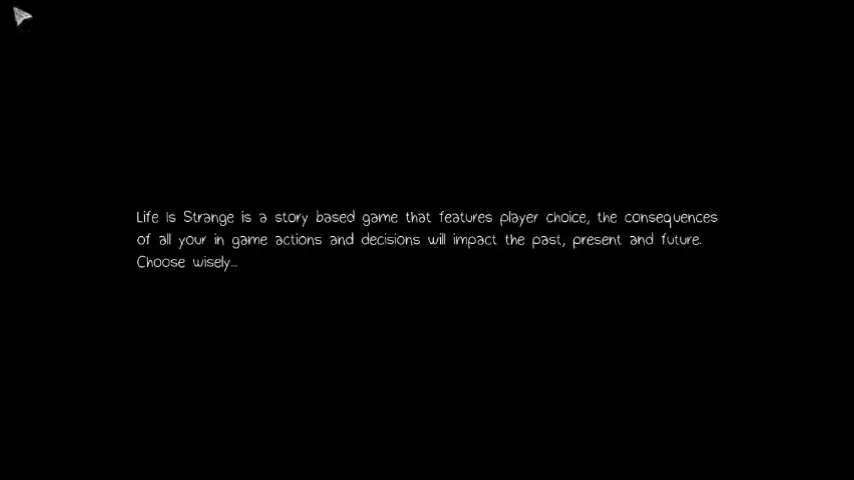 Life Is Strange is a story based game that features player choice, the consequences
of all your in game actions and decisions will impact the past, present and future.
Choose wisely...